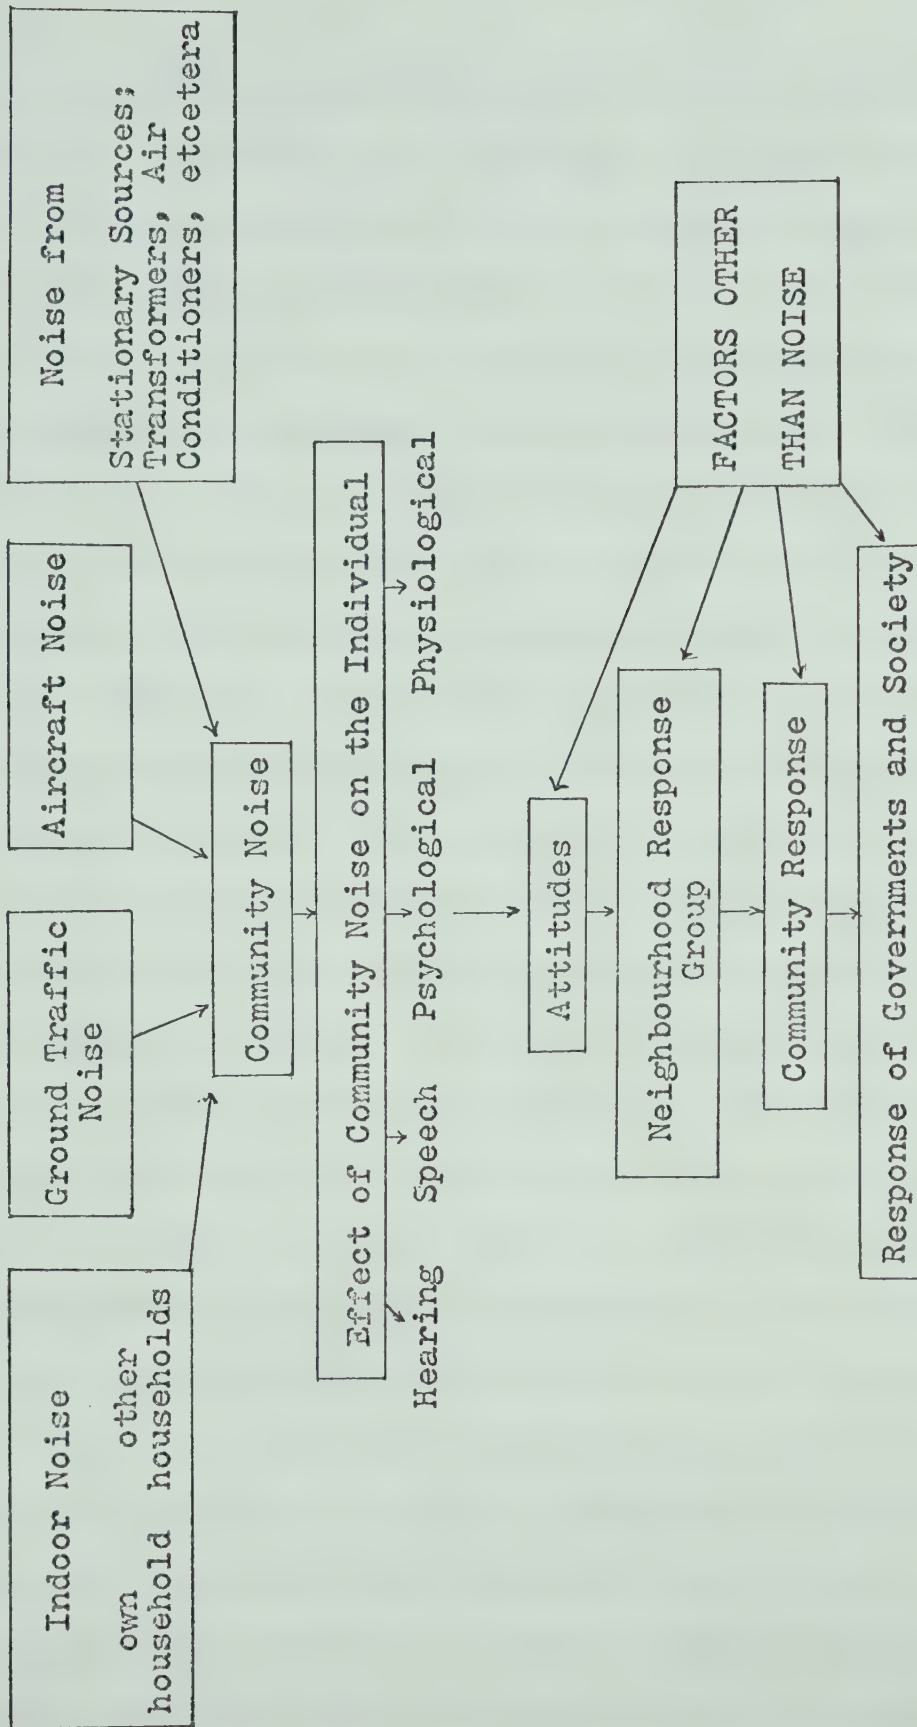 Indoor Noise
own other
household households
Ground Traffic
Noise
Aircraft Noise
Noise from
Stationary Sources;
Transformers, Air
Conditioners, etcetera
Community Noise
Effect of Community Noise on the Individual
Hearing Speech Psychological Physiological
Attitudes
Neighbourhood Response
Group
Community Response
Response of Governments and Society
FACTORS OTHER
THAN NOISE